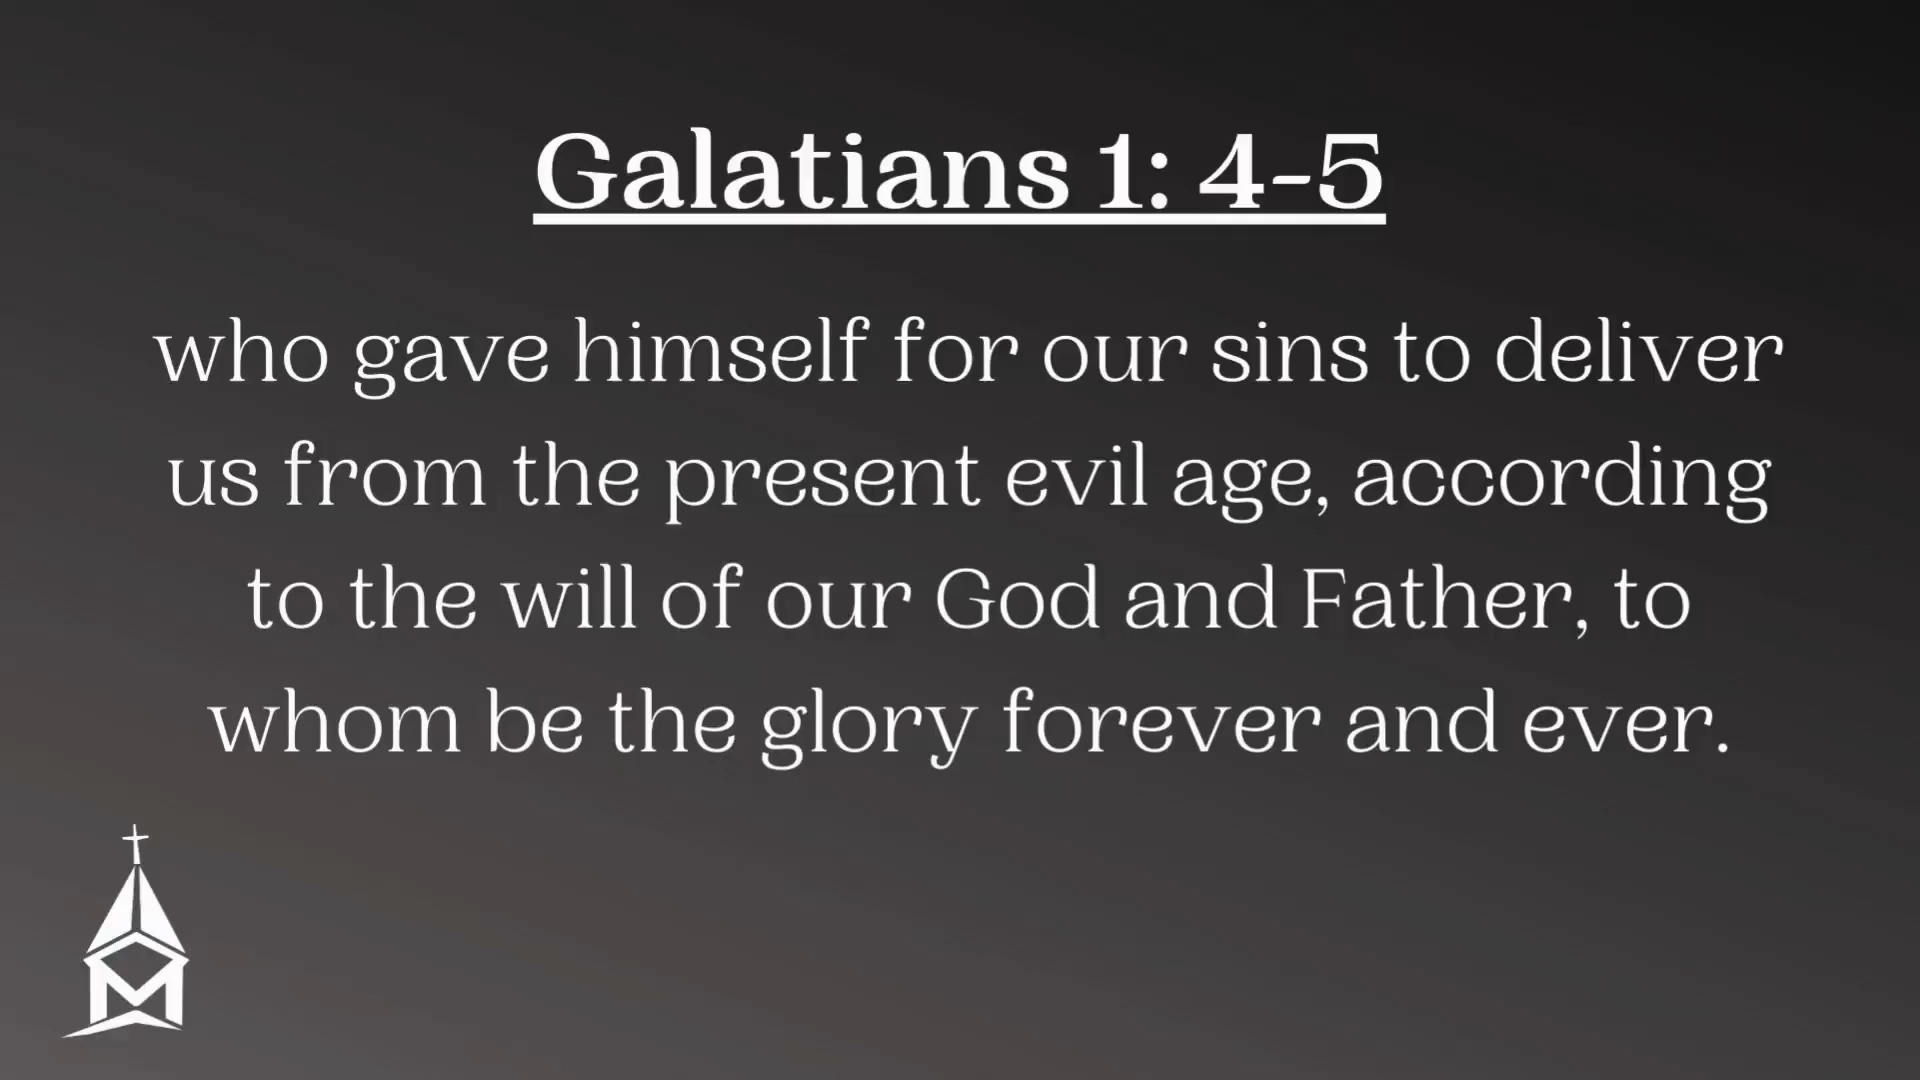 Galatians 1: 4-5
who gave himself for our sins to deliver
us from the present evil age, according
to the will of our God and Father, to
whom be the glory forever and ever.
M